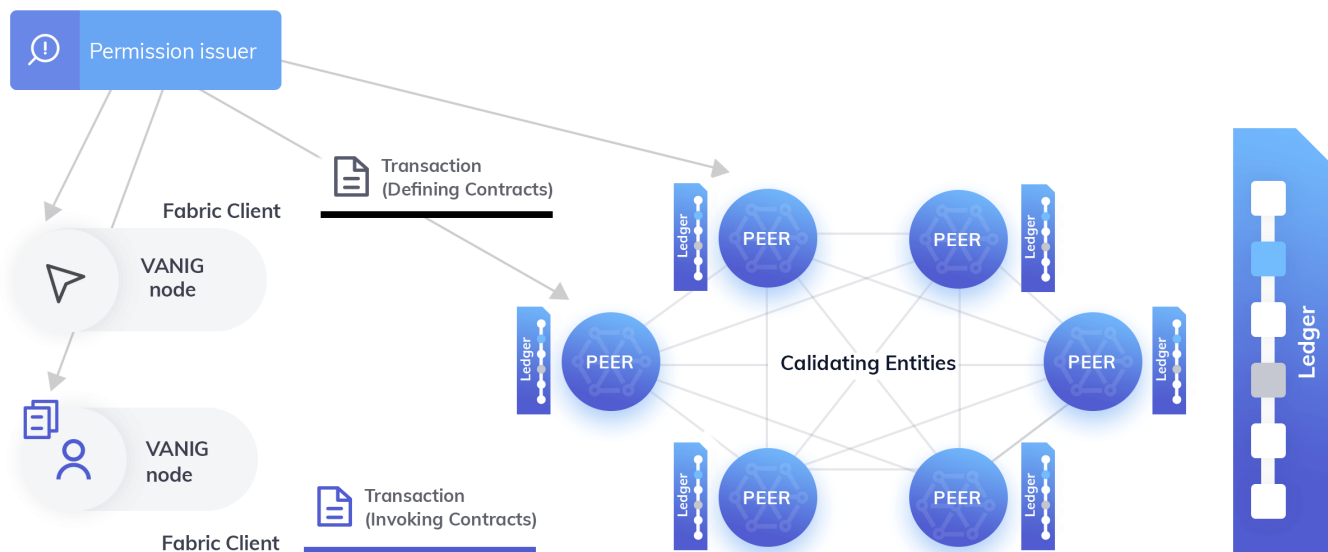 Permission issuer
Transaction
(Defining Contracts)
Fabric Client
VANIG
node
Ledger
PEER
PEER
Ledger
Ledger
PEER
Calidating Entities
PEER
Ledger
Ledger
VANIG
node
Ledger
PEER
PEER
Ledger
Transaction
(Invoking Contracts)
Fabric Client